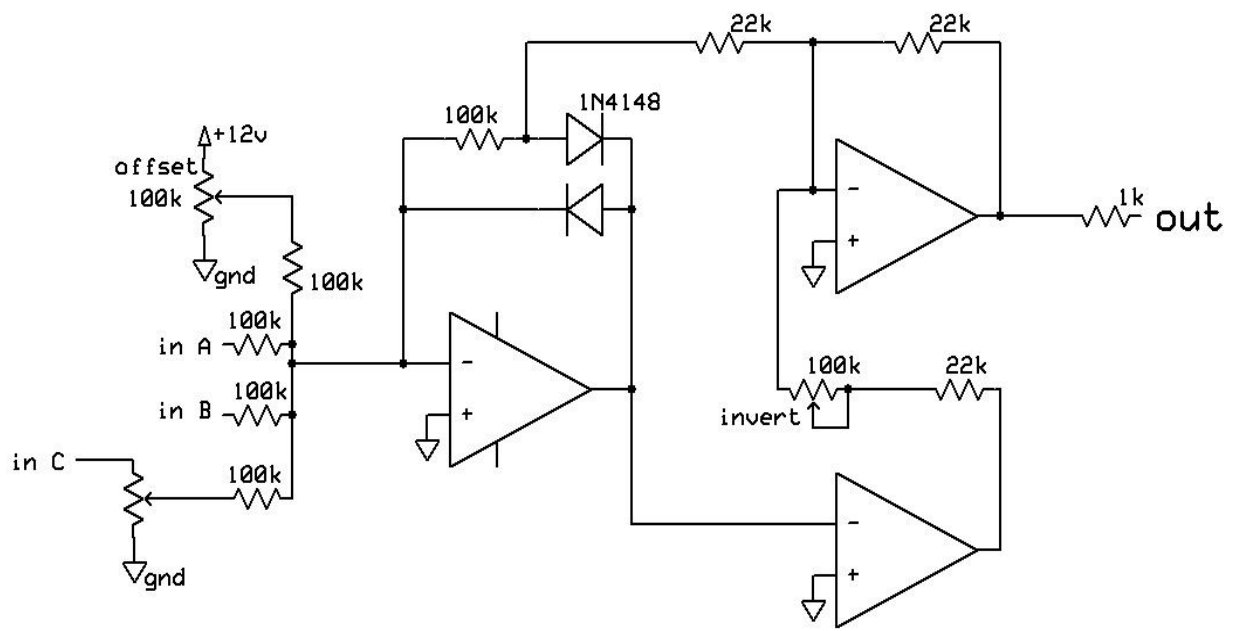 22k
22k
1N4148
100k
+12v
offset
100k
-
1k
out
+
gnd
100k
100k
in A
-
100k
22k
100k
in B
+
invert
in C
100k
-
gnd
+